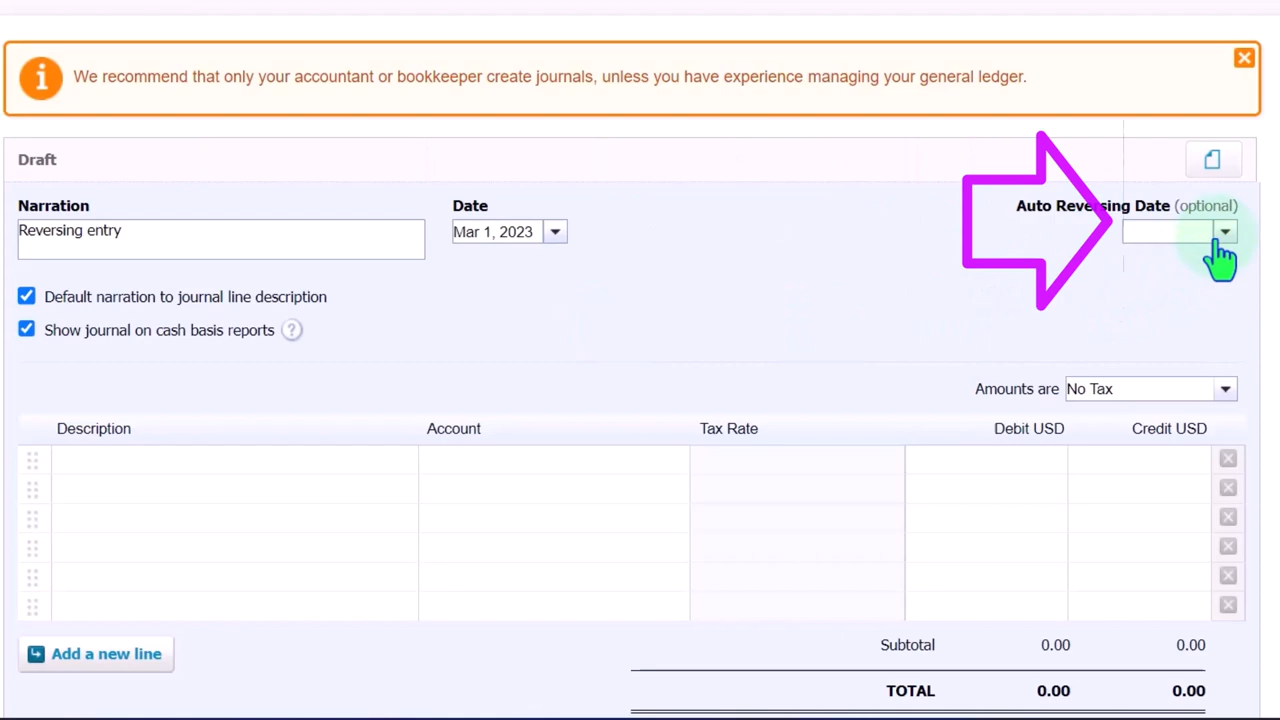 We recommend that only your accountant or bookkeeper create journals, unless you have experience managing your general ledger.
Draft
Narration
Date
Auto Reversing Date (optional)
Reversing entry
Mar 1, 2023
Default narration to journal line description
Show journal on cash basis reports ?
Amounts are No Tax
Description Account Tax Rate Debit USD Credit USD
Add a new line
Subtotal 0.00 0.00
TOTAL 0.00 0.00